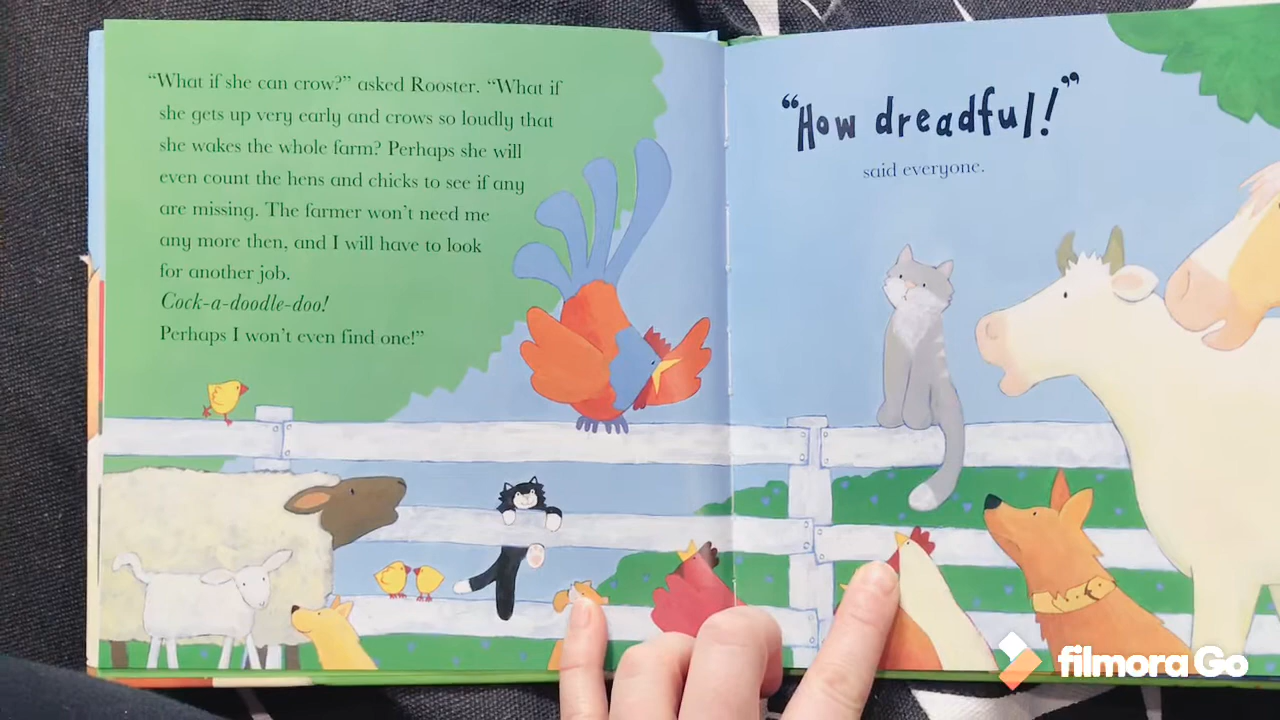 “What if she can crow?” asked Rooster. “What if
she gets up very early and crows so loudly that
she wakes the whole farm? Perhaps she will
even count the hens and chicks to see if any
are missing. The farmer won’t need me
any more then, and I will have to look
for another job.
Cock-a-doodle-doo!
Perhaps I won’t even find one!”
“How dreadful!”
said everyone.
filmora Go